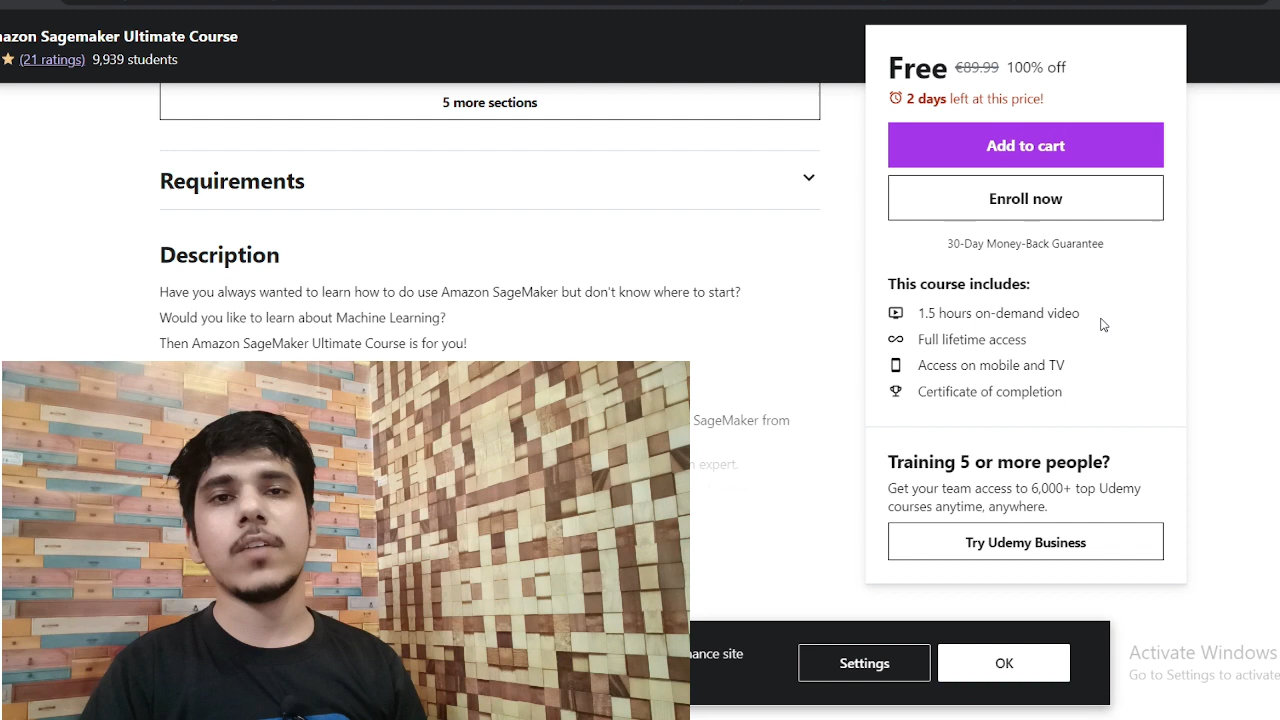 azon Sagemaker Ultimate Course
(21 ratings) 9,939 students
5 more sections
Requirements
Description
Have you always wanted to learn how to do use Amazon SageMaker but don't know where to start?
Would you like to learn about Machine Learning?
Then Amazon SageMaker Ultimate Course is for you!
SageMaker from
expert.
Free €89.99 100% off
2 days left at this price!
Add to cart
Enroll now
30-Day Money-Back Guarantee
This course includes:
1.5 hours on-demand video
Full lifetime access
Access on mobile and TV
Certificate of completion
Training 5 or more people?
Get your team access to 6,000+ top Udemy
courses anytime, anywhere.
Try Udemy Business
ance site
Settings
OK
Activate Windows
Go to Settings to activate